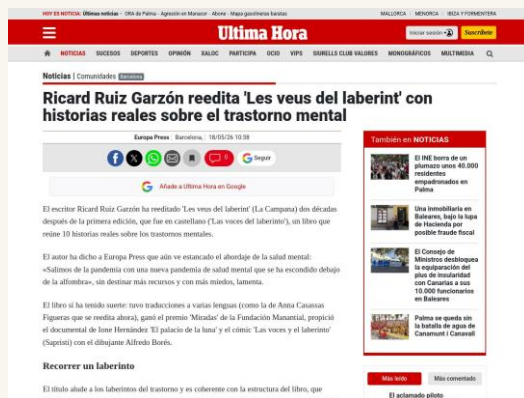 HOY ES NOTICIA: Últimas noticias - ORA de Palma - Agresión en Manacor - Abono - Mapa gasolineras baratas
MALLORCA MENORCA IBIZA Y FORMENTERA
Ultima Hora
Iniciar sesión
Suscríbete
NOTICIAS SUCESOS DEPORTES OPINIÓN XALOC PARTICIPA OCIO VIPS SIURELLS CLUB VALORES MONOGRÁFICOS MULTIMEDIA
Noticias | Comunidades Barcelona
Ricard Ruiz Garzón reedita 'Les veus del laberint' con
historias reales sobre el trastorno mental
Europa Press | Barcelona, | 18/05/26 10:38
0
Seguir
Añade a Ultima Hora en Google
El escritor Ricard Ruiz Garzón ha reeditado 'Les veus del laberint' (La Campana) dos décadas
después de la primera edición, que fue en castellano ('Las voces del laberinto'), un libro que
reúne 10 historias reales sobre los trastornos mentales.
El autor ha dicho a Europa Press que aún ve estancado el abordaje de la salud mental:
«Salimos de la pandemia con una nueva pandemia de salud mental que se ha escondido debajo
de la alfombra», sin destinar más recursos y con más miedos, lamenta.
El libro sí ha tenido suerte: tuvo traducciones a varias lenguas (como la de Anna Casassas
Figueras que se reedita ahora), ganó el premio 'Miradas' de la Fundación Manantial, propició
el documental de Ione Hernández 'El palacio de la luna' y el cómic 'Las voces y el laberinto'
(Sapristi) con el dibujante Alfredo Borés.
Recorrer un laberinto
El título alude a los laberintos del trastorno y es coherente con la estructura del libro, que
También en NOTICIAS
El INE borra de un
plumazo unos 40.000
residentes
empadronados en
Palma
Una inmobiliaria en
Baleares, bajo la lupa
de Hacienda por
posible fraude fiscal
El Consejo de
Ministros desbloquea
la equiparación del
plus de insularidad
con Canarias a sus
10.000 funcionarios
en Baleares
Palma se queda sin
la batalla de agua de
Canamunt i Canavall
Más leído
Más comentado
El aclamado piloto